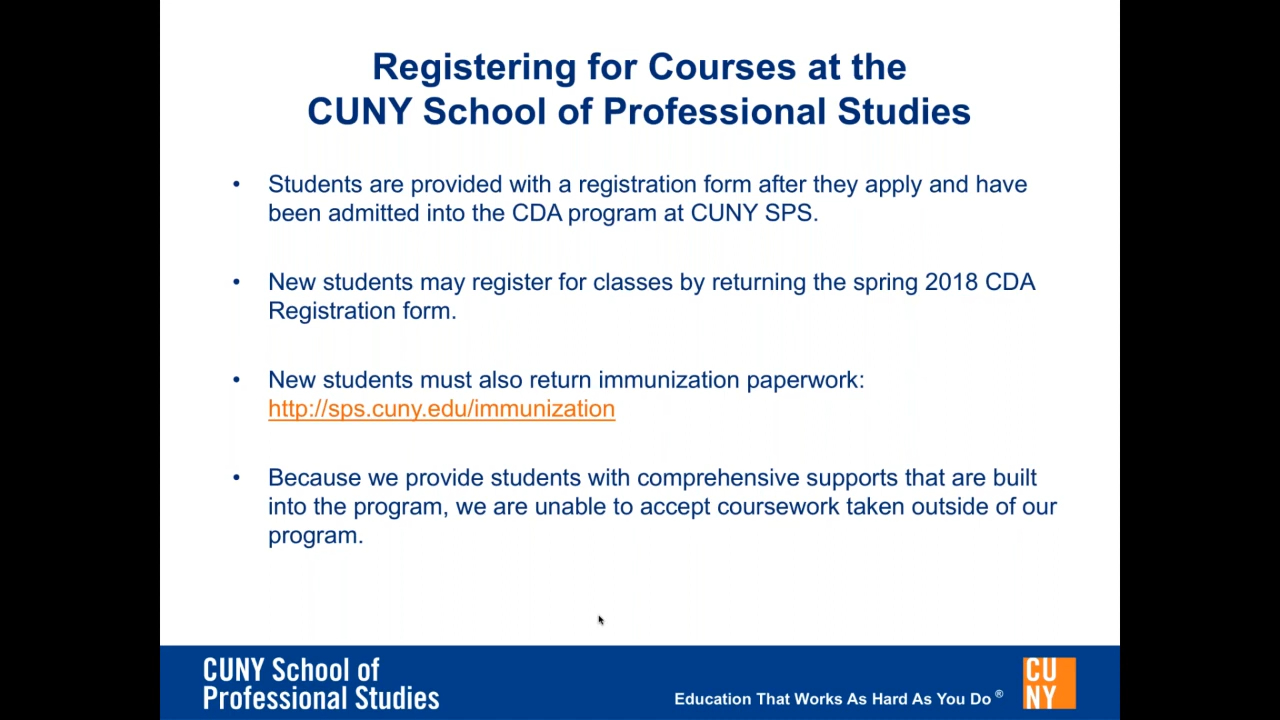 Registering for Courses at the
CUNY School of Professional Studies
• Students are provided with a registration form after they apply and have
been admitted into the CDA program at CUNY SPS.
• New students may register for classes by returning the spring 2018 CDA
Registration form.
• New students must also return immunization paperwork:
http://sps.cuny.edu/immunization
• Because we provide students with comprehensive supports that are built
into the program, we are unable to accept coursework taken outside of our
program.
CUNY School of
Professional Studies
Education That Works As Hard As You Do ®
CU
NY